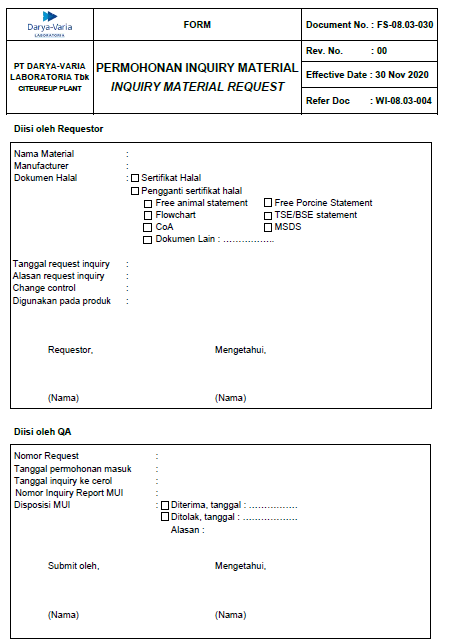 Darya-Varia
LABORATORIA
FORM
Document No. : FS-08.03-030
PT DARYA-VARIA
LABORATORIA Tbk
CITEUREUP PLANT
PERMOHONAN INQUIRY MATERIAL
INQUIRY MATERIAL REQUEST
Rev. No. : 00
Effective Date : 30 Nov 2020
Refer Doc : WI-08.03-004
Diisi oleh Requestor
Nama Material :
Manufacturer :
Dokumen Halal : Sertifikat Halal
Pengganti sertifikat halal
Free animal statement Free Porcine Statement
Flowchart TSE/BSE statement
CoA MSDS
Dokumen Lain : ……………..
Tanggal request inquiry :
Alasan request inquiry :
Change control :
Digunakan pada produk :
Requestor, Mengetahui,
(Nama) (Nama)
Diisi oleh QA
Nomor Request :
Tanggal permohonan masuk :
Tanggal inquiry ke cerol :
Nomor Inquiry Report MUI :
Disposisi MUI : Diterima, tanggal : …………….
Ditolak, tanggal : ……………….
Alasan :
Submit oleh, Mengetahui,
(Nama) (Nama)